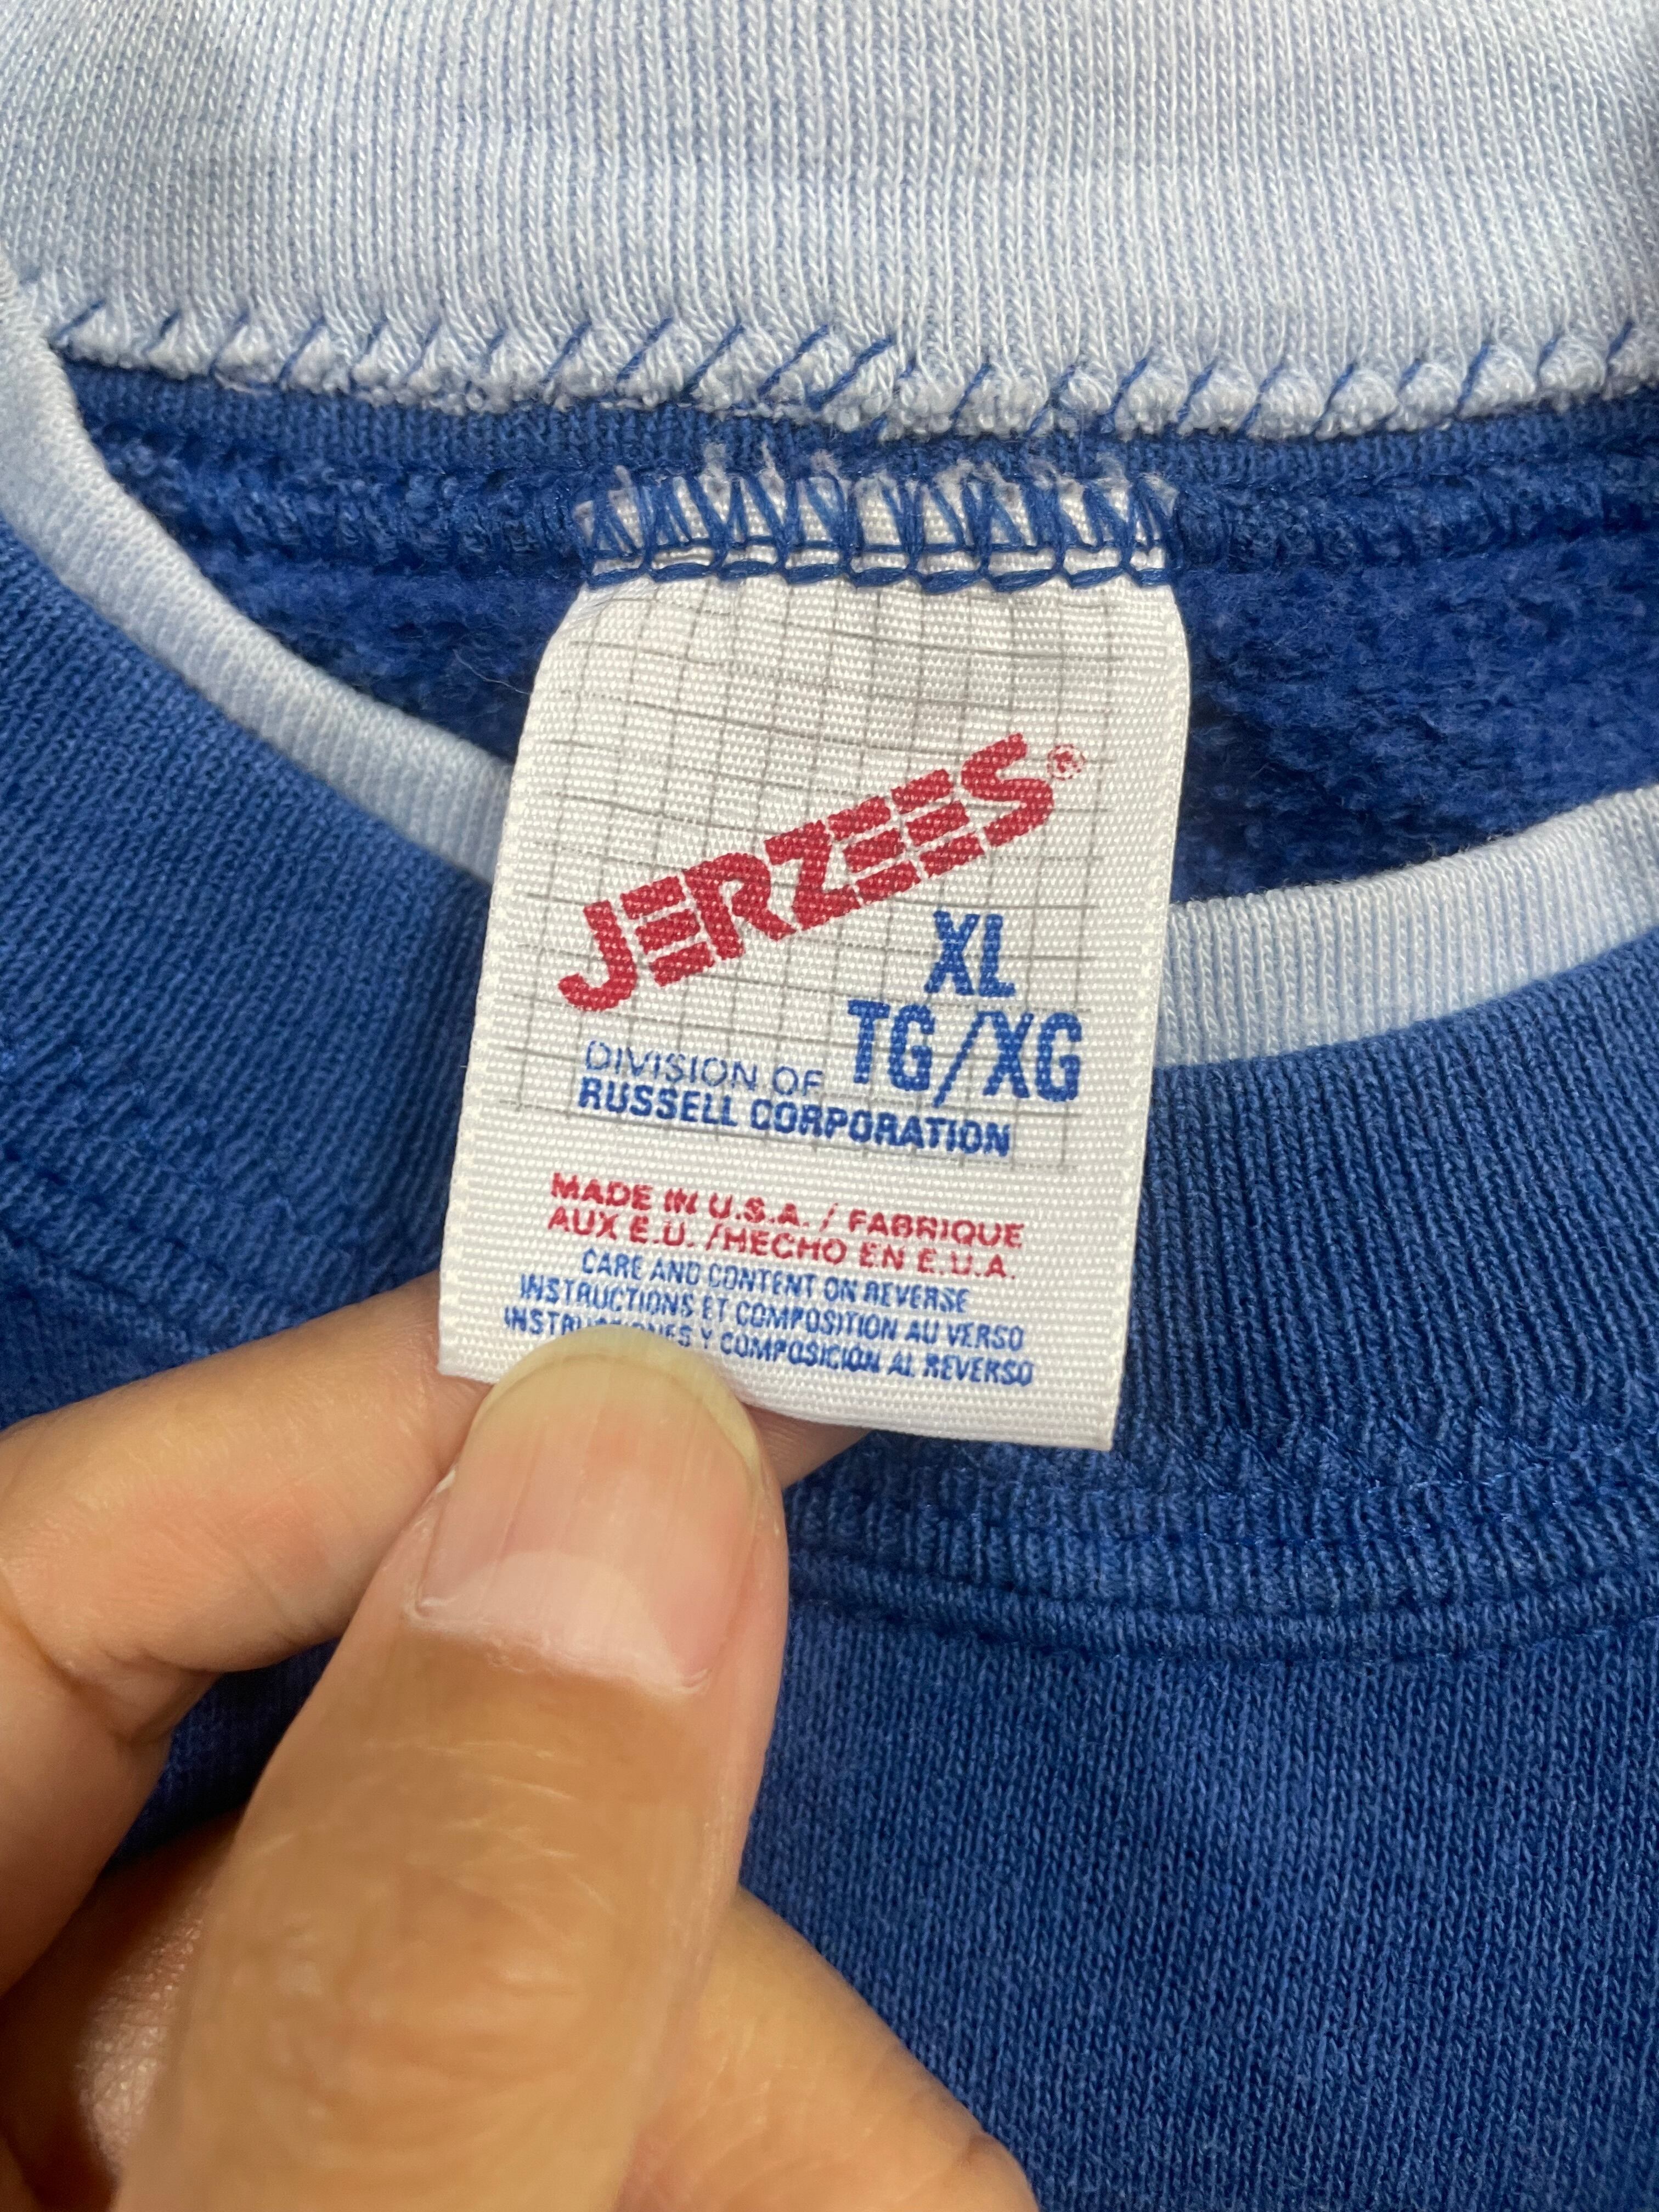 JERZEES®
XL
TG/XG
DIVISION OF
RUSSELL CORPORATION
MADE IN U.S.A. / FABRIQUE
AUX E.U. /HECHO EN E.U.A.
CARE AND CONTENT ON REVERSE
INSTRUCTIONS ET COMPOSITION AU VERSO
Y COMPOSICIÓN AL REVERSO